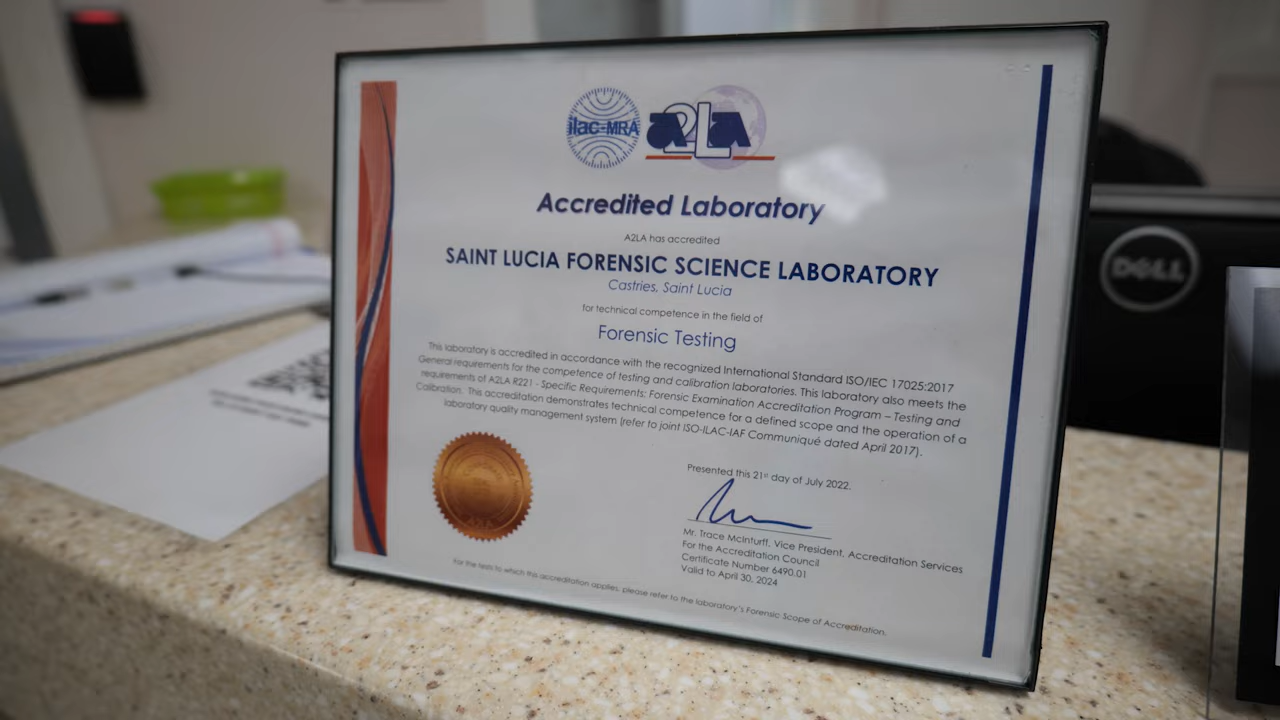 ilac-MRA
A2LA
Accredited Laboratory
A2LA has accredited
SAINT LUCIA FORENSIC SCIENCE LABORATORY
Castries, Saint Lucia
for technical competence in the field of
Forensic Testing
This laboratory is accredited in accordance with the recognized International Standard ISO/IEC 17025:2017
General requirements for the competence of testing and calibration laboratories. This laboratory also meets the
requirements of A2LA R221 - Specific Requirements: Forensic Examination Accreditation Program – Testing and
Calibration. This accreditation demonstrates technical competence for a defined scope and the operation of a
laboratory quality management system (refer to joint ISO-ILAC-IAF Communiqué dated April 2017).
Presented this 21st day of July 2022.
Mr. Trace McInturff, Vice President, Accreditation Services
For the Accreditation Council
Certificate Number 6490.01
Valid to April 30, 2024
For the tests to which this accreditation applies, please refer to the laboratory's Forensic Scope of Accreditation.
DELL